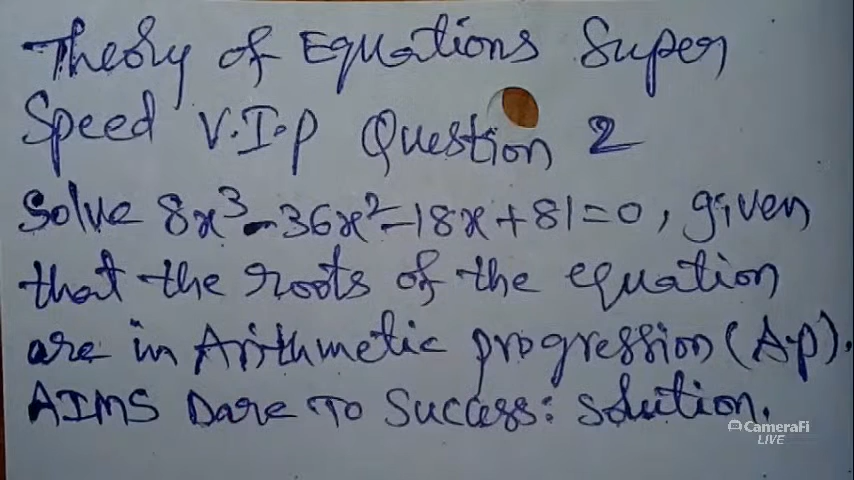 Theory of Equations Super
Speed V.I.P Question 2
Solve 8x³-36x²-18x+81=0, given
that the roots of the equation
are in Arithmetic progression (A.p).
AIMS Dare To Success: solution.
CameraFi
LIVE